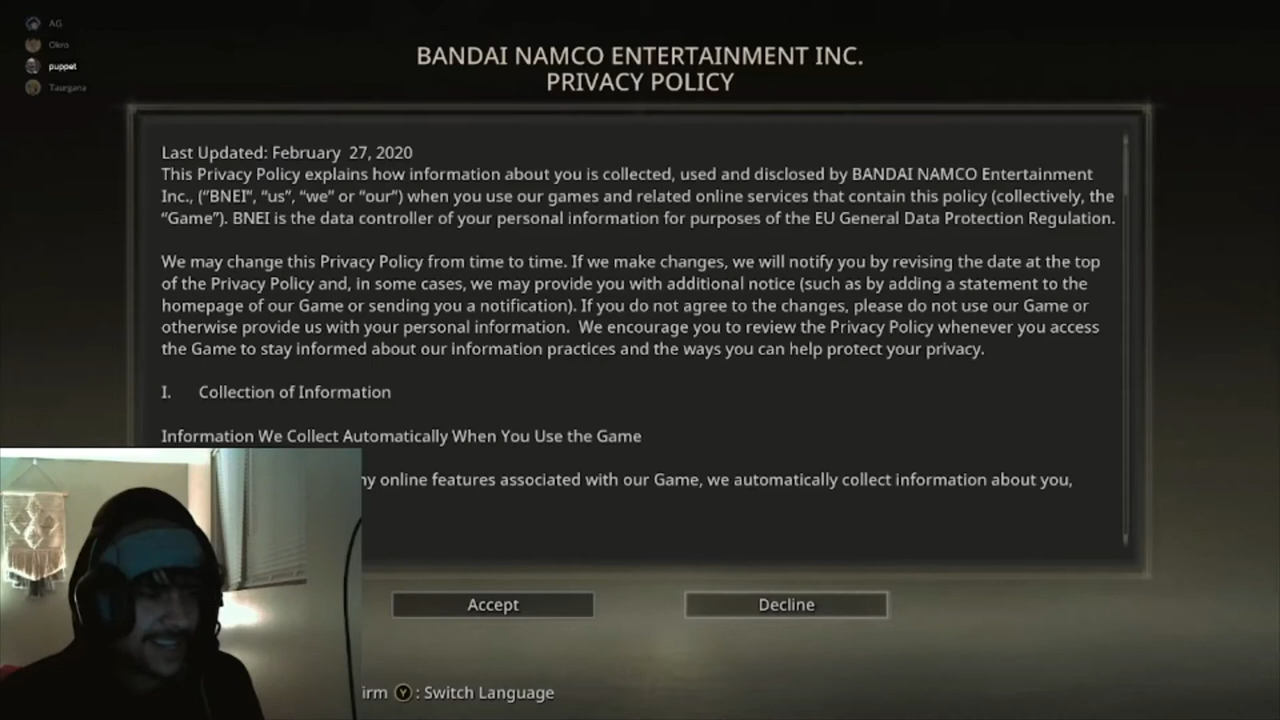 AG
Okro
puppet
Taurgana
BANDAI NAMCO ENTERTAINMENT INC.
PRIVACY POLICY
Last Updated: February  27, 2020
This Privacy Policy explains how information about you is collected, used and disclosed by BANDAI NAMCO Entertainment
Inc., (“BNEI”, “us”, “we” or “our”) when you use our games and related online services that contain this policy (collectively, the
“Game”). BNEI is the data controller of your personal information for purposes of the EU General Data Protection Regulation.
We may change this Privacy Policy from time to time. If we make changes, we will notify you by revising the date at the top
of the Privacy Policy and, in some cases, we may provide you with additional notice (such as by adding a statement to the
homepage of our Game or sending you a notification). If you do not agree to the changes, please do not use our Game or
otherwise provide us with your personal information.  We encourage you to review the Privacy Policy whenever you access
the Game to stay informed about our information practices and the ways you can help protect your privacy.
I. Collection of Information
Information We Collect Automatically When You Use the Game
ny online features associated with our Game, we automatically collect information about you,
Accept Decline
irm Y : Switch Language